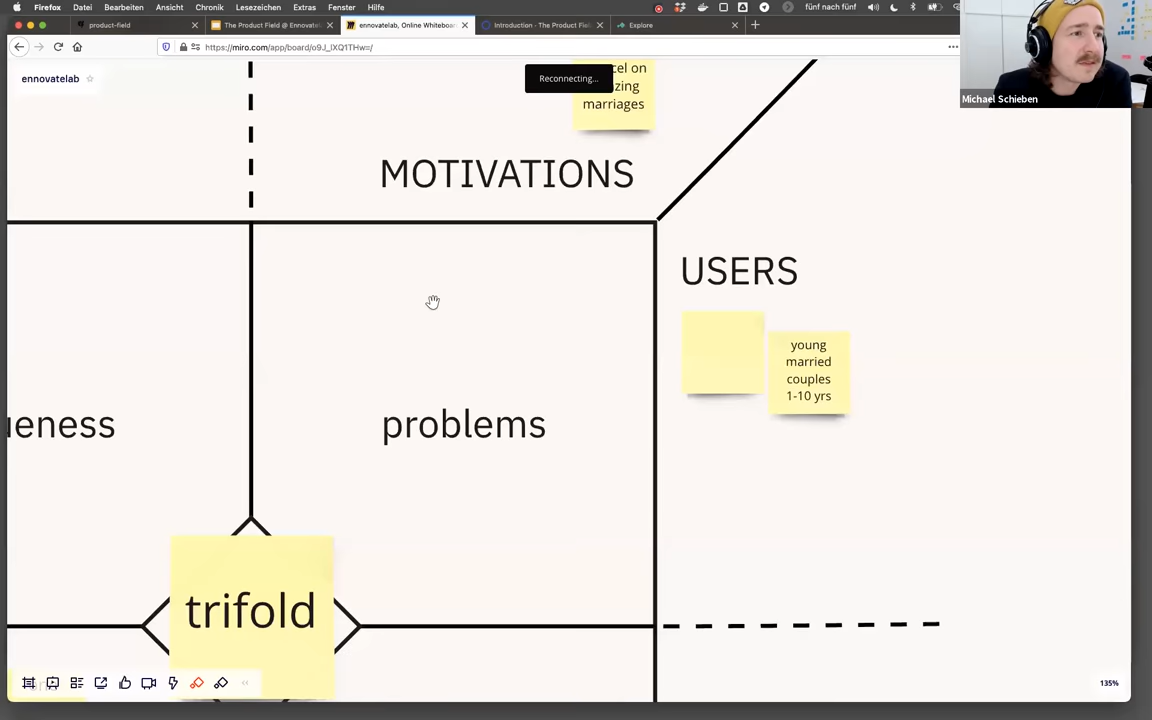 Firefox Datei Bearbeiten Ansicht Chronik Lesezeichen Extras Fenster Hilfe fünf nach fünf
product-field
The Product Field @ Ennovate
ennovatelab, Online Whiteboar
Introduction - The Product Fie
Explore
https://miro.com/app/board/o9J_lXQ1THw=/
ennovatelab
Reconnecting...
cel on
zing
marriages
Michael Schieben
MOTIVATIONS
USERS
young
married
couples
1-10 yrs
ueness
problems
trifold
135%